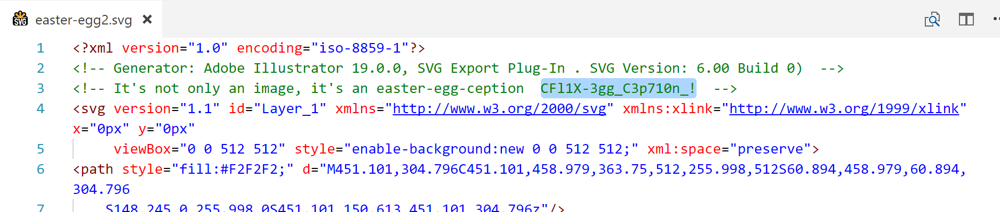 SVG easter-egg2.svg
1 <?xml version="1.0" encoding="iso-8859-1"?>
2 <!-- Generator: Adobe Illustrator 19.0.0, SVG Export Plug-In . SVG Version: 6.00 Build 0)  -->
3 <!-- It's not only an image, it's an easter-egg-ception  CFl1X-3gg_C3p710n_!  -->
4 <svg version="1.1" id="Layer_1" xmlns="http://www.w3.org/2000/svg" xmlns:xlink="http://www.w3.org/1999/xlink"
x="0px" y="0px"
5 viewBox="0 0 512 512" style="enable-background:new 0 0 512 512;" xml:space="preserve">
6 <path style="fill:#F2F2F2;" d="M451.101,304.796C451.101,458.979,363.75,512,255.998,512S60.894,458.979,60.894,
304.796
7 S148.245,0,255.998,0S451.101,150.613,451.101,304.796z"/>